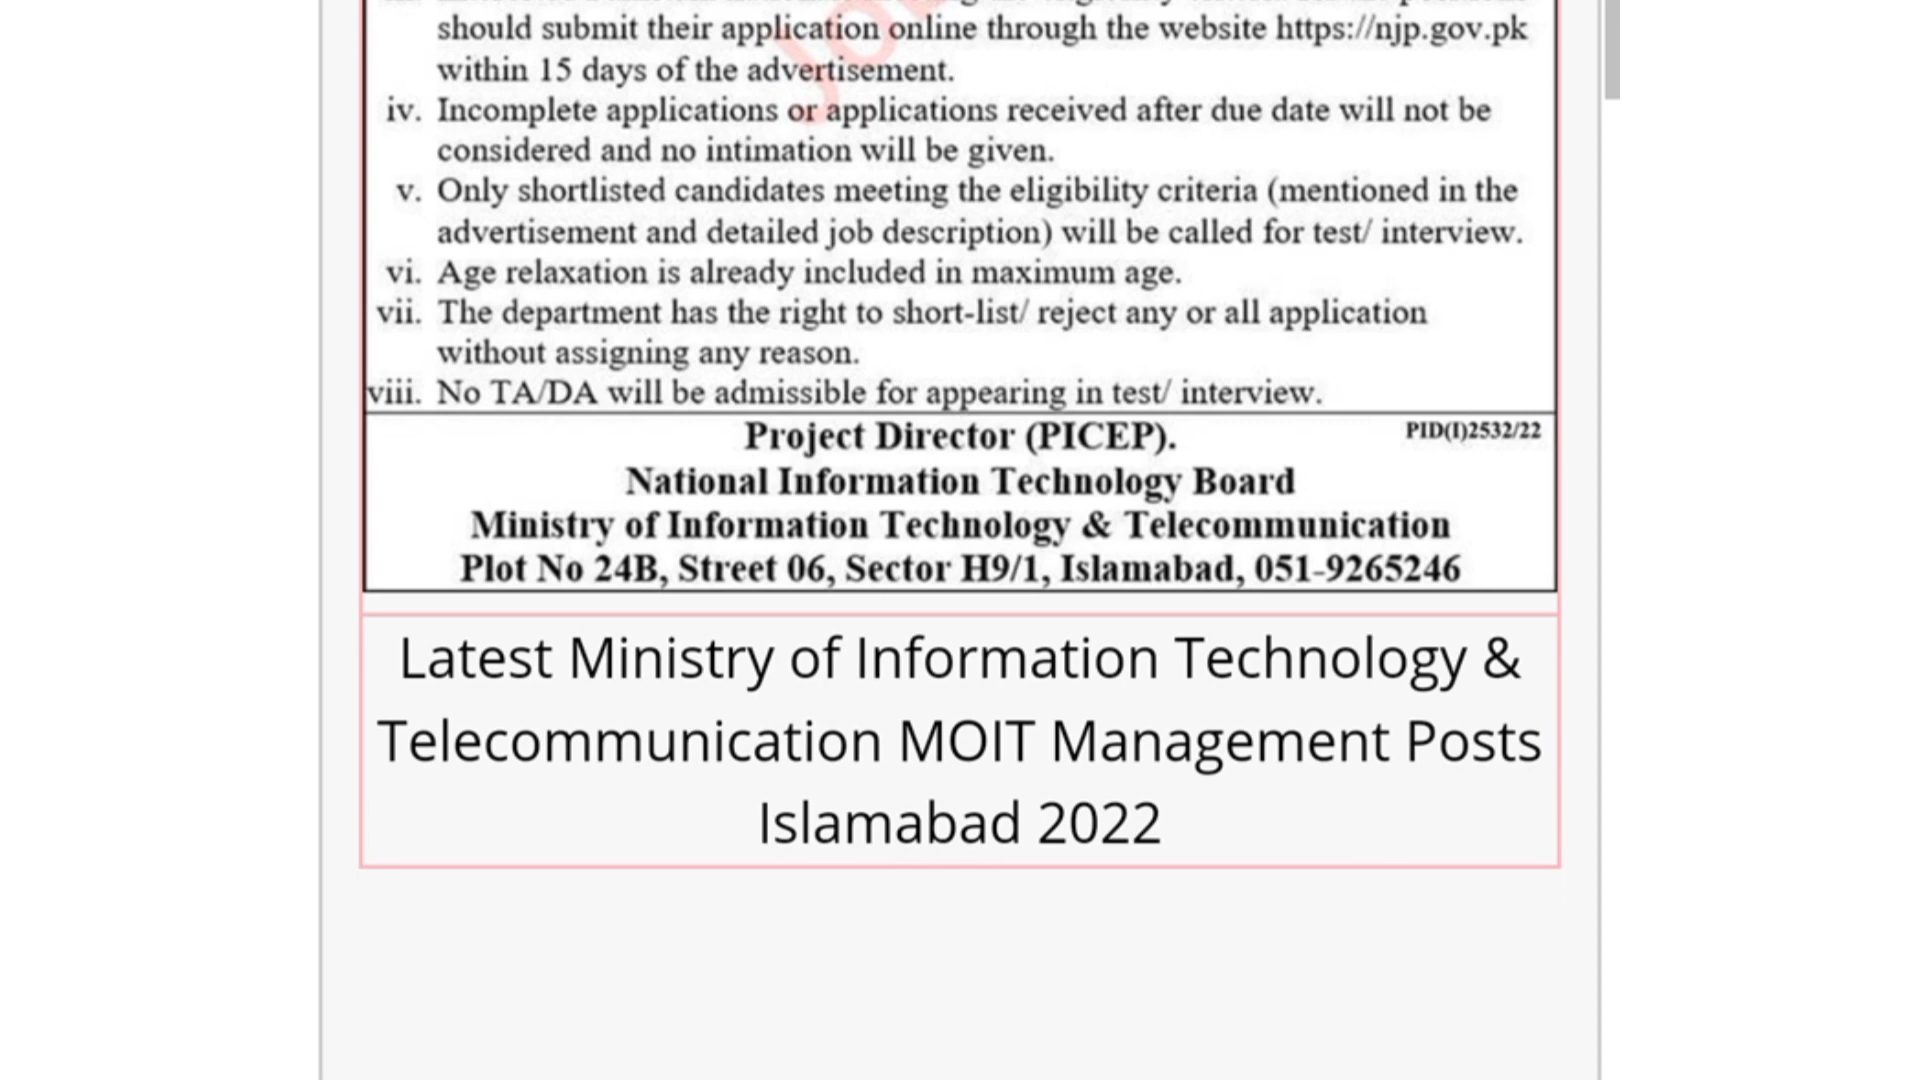 should submit their application online through the website https://njp.gov.pk
within 15 days of the advertisement.
iv. Incomplete applications or applications received after due date will not be
considered and no intimation will be given.
v. Only shortlisted candidates meeting the eligibility criteria (mentioned in the
advertisement and detailed job description) will be called for test/ interview.
vi. Age relaxation is already included in maximum age.
vii. The department has the right to short-list/ reject any or all application
without assigning any reason.
viii. No TA/DA will be admissible for appearing in test/ interview.
Project Director (PICEP).
PID(I)2532/22
National Information Technology Board
Ministry of Information Technology & Telecommunication
Plot No 24B, Street 06, Sector H9/1, Islamabad, 051-9265246
Latest Ministry of Information Technology &
Telecommunication MOIT Management Posts
Islamabad 2022